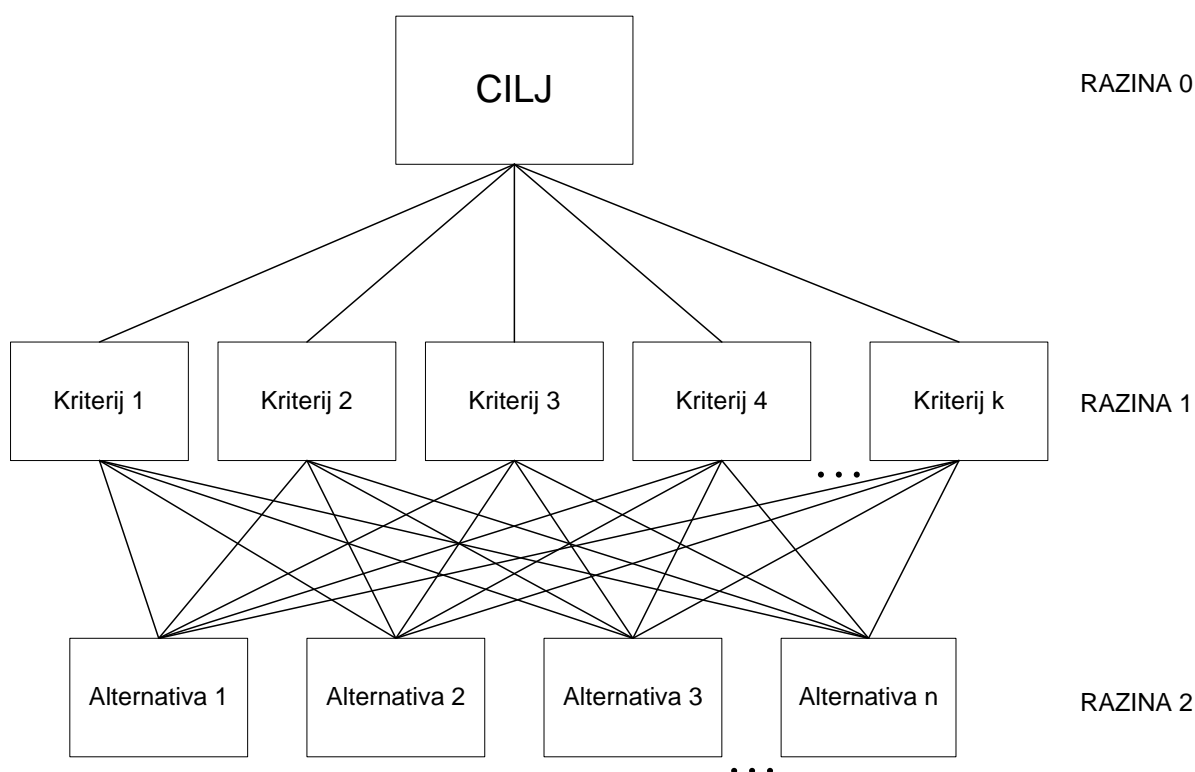 CILJ
RAZINA 0
Kriterij 1
Kriterij 2
Kriterij 3
Kriterij 4
Kriterij k
RAZINA 1
...
Alternativa 1
Alternativa 2
Alternativa 3
Alternativa n
RAZINA 2
...